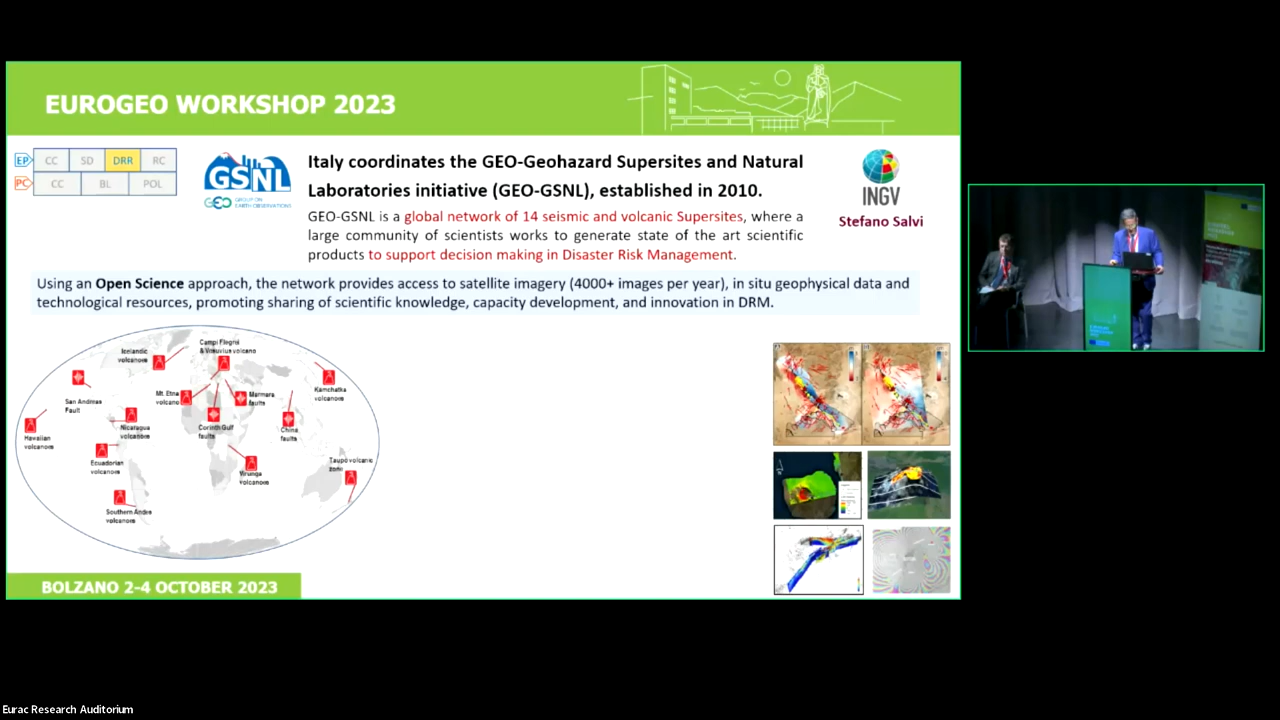 EUROGEO WORKSHOP 2023
EP CC SD DRR RC
PC CC BL POL
GSNL
GEO GROUP ON
EARTH OBSERVATIONS
Italy coordinates the GEO-Geohazard Supersites and Natural
Laboratories initiative (GEO-GSNL), established in 2010.
GEO-GSNL is a global network of 14 seismic and volcanic Supersites, where a
large community of scientists works to generate state of the art scientific
products to support decision making in Disaster Risk Management.
INGV
Stefano Salvi
Using an Open Science approach, the network provides access to satellite imagery (4000+ images per year), in situ geophysical data and
technological resources, promoting sharing of scientific knowledge, capacity development, and innovation in DRM.
Icelandic
volcanoes
Campi Flegrei
& Vesuvius volcano
San Andreas
Fault
Mt. Etna
volcano
Marmara
faults
Kamchatka
volcanoes
Hawaiian
volcanoes
Nicaragua
volcanoes
Corinth Gulf
faults
China
faults
Ecuadorian
volcanoes
Virunga
volcanoes
Taupo volcanic
zone
Southern Andes
volcanoes
BOLZANO 2-4 OCTOBER 2023
Eurac Research Auditorium